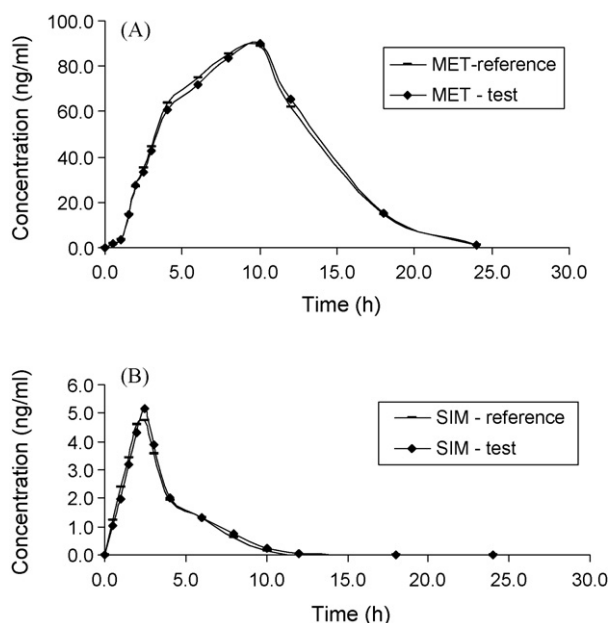 (A)
Concentration (ng/ml)
100.0
80.0
60.0
40.0
20.0
0.0
0.0 5.0 10.0 15.0 20.0 25.0 30.0
Time (h)
MET-reference
MET - test
(B)
Concentration (ng/ml)
6.0
5.0
4.0
3.0
2.0
1.0
0.0
0.0 5.0 10.0 15.0 20.0 25.0 30.0
Time (h)
SIM - reference
SIM - test